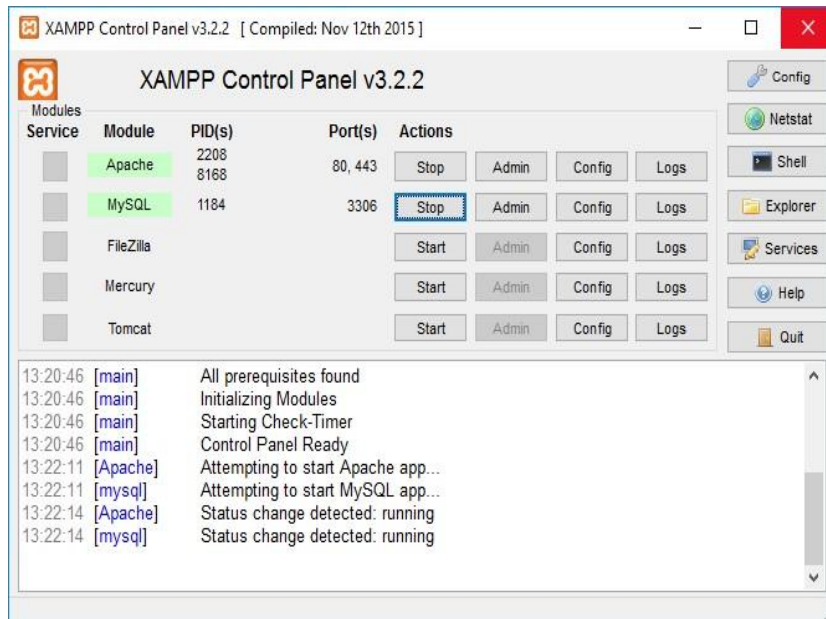 XAMPP Control Panel v3.2.2 [ Compiled: Nov 12th 2015 ]
XAMPP Control Panel v3.2.2
Config
Modules
Service Module PID(s) Port(s) Actions
Netstat
Apache 2208 8168 80, 443 Stop Admin Config Logs
Shell
MySQL 1184 3306 Stop Admin Config Logs
Explorer
FileZilla Start Admin Config Logs
Services
Mercury Start Admin Config Logs
Help
Tomcat Start Admin Config Logs
Quit
13:20:46 [main] All prerequisites found
13:20:46 [main] Initializing Modules
13:20:46 [main] Starting Check-Timer
13:20:46 [main] Control Panel Ready
13:22:11 [Apache] Attempting to start Apache app...
13:22:11 [mysql] Attempting to start MySQL app...
13:22:14 [Apache] Status change detected: running
13:22:14 [mysql] Status change detected: running